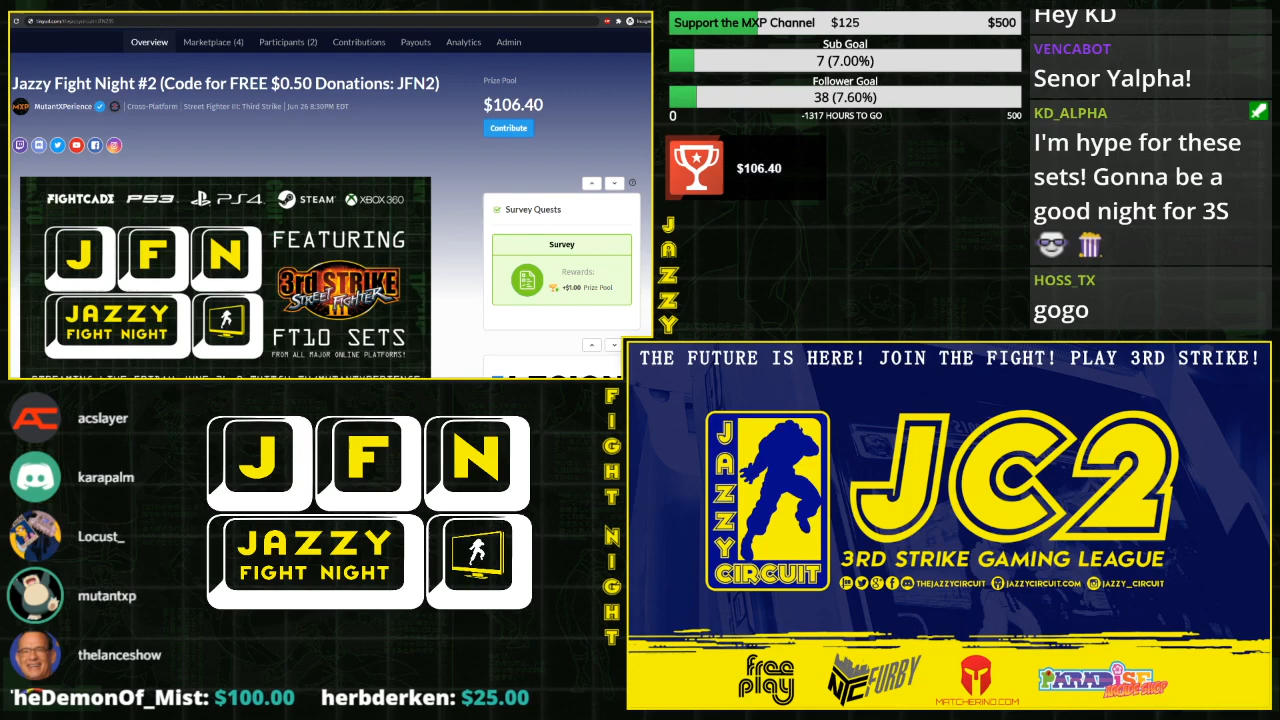 Overview Marketplace (4) Participants (2) Contributions Payouts Analytics Admin
Jazzy Fight Night #2 (Code for FREE $0.50 Donations: JFN2)
MXP MutantXPerience Cross-Platform | Street Fighter III: Third Strike | Jun 26 8:30PM EDT
Prize Pool
$106.40
Contribute
FIGHTCADE PS3 PS4 STEAM XBOX 360
J F N
JAZZY
FIGHT NIGHT
FEATURING
3rd STRIKE
STREET FIGHTER III
FT10 SETS
FROM ALL MAJOR ONLINE PLATFORMS!
Survey Quests
Survey
Rewards:
+$1.00 Prize Pool
Support the MXP Channel $125 $500
Sub Goal
7 (7.00%)
Follower Goal
38 (7.60%)
0 -1317 HOURS TO GO 500
$106.40
JAZZY
FIGHT NIGHT
Hey KD
VENCABOT
Senor Yalpha!
KD_ALPHA
I'm hype for these
sets! Gonna be a
good night for 3S
HOSS_TX
gogo
acslayer
karapalm
Locust_
mutantxp
thelanceshow
J F N
JAZZY
FIGHT NIGHT
THE FUTURE IS HERE! JOIN THE FIGHT! PLAY 3RD STRIKE!
JAZZY
CIRCUIT
JC2
3RD STRIKE GAMING LEAGUE
THEJAZZYCIRCUIT JAZZYCIRCUIT.COM JAZZY_CIRCUIT
free play
NYC FURBY
MATCHERINO.COM
PARADISE
ARCADE SHOP
heDemonOf_Mist: $100.00 herbderken: $25.00